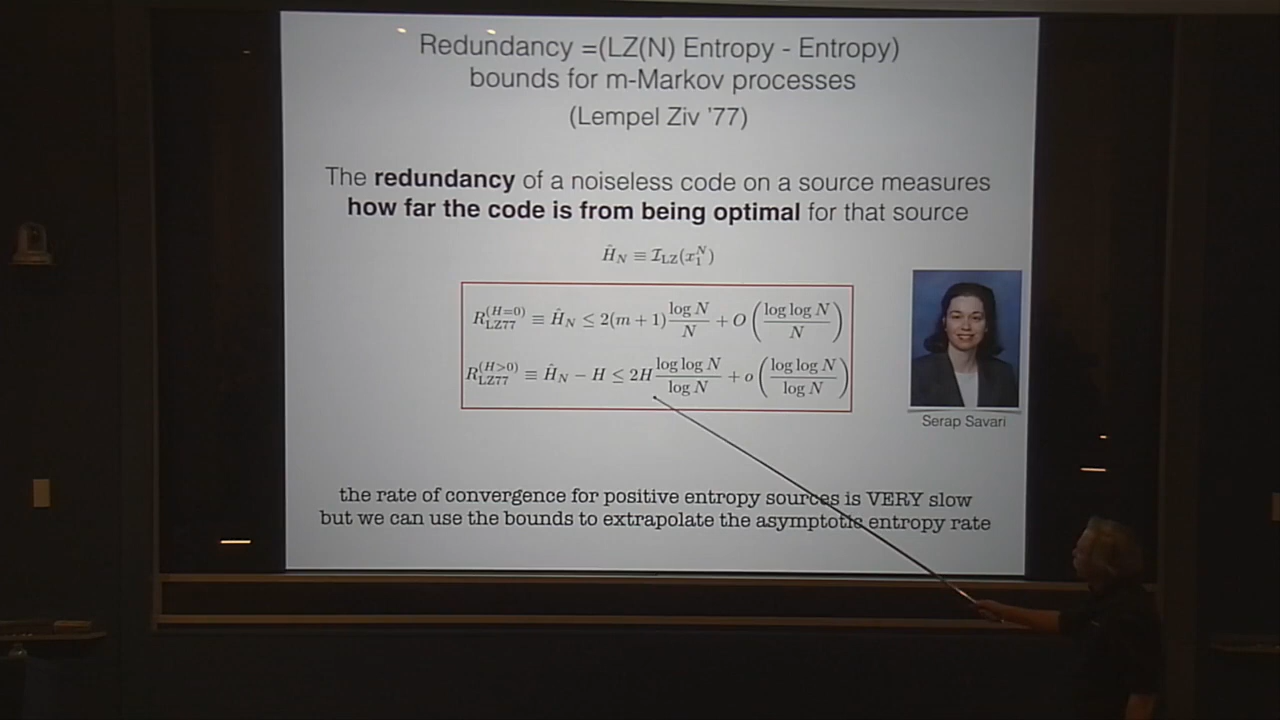 Redundancy =(LZ(N) Entropy - Entropy)
bounds for m-Markov processes
(Lempel Ziv '77)
The redundancy of a noiseless code on a source measures
how far the code is from being optimal for that source
Ĥ_N ≡ ℐ_LZ(x_1^N)
R_LZ77^(H=0) ≡ Ĥ_N ≤ 2(m + 1) log N / N + O (log log N / N)
R_LZ77^(H>0) ≡ Ĥ_N − H ≤ 2H log log N / log N + o (log log N / log N)
Serap Savari
the rate of convergence for positive entropy sources is VERY slow
but we can use the bounds to extrapolate the asymptotic entropy rate